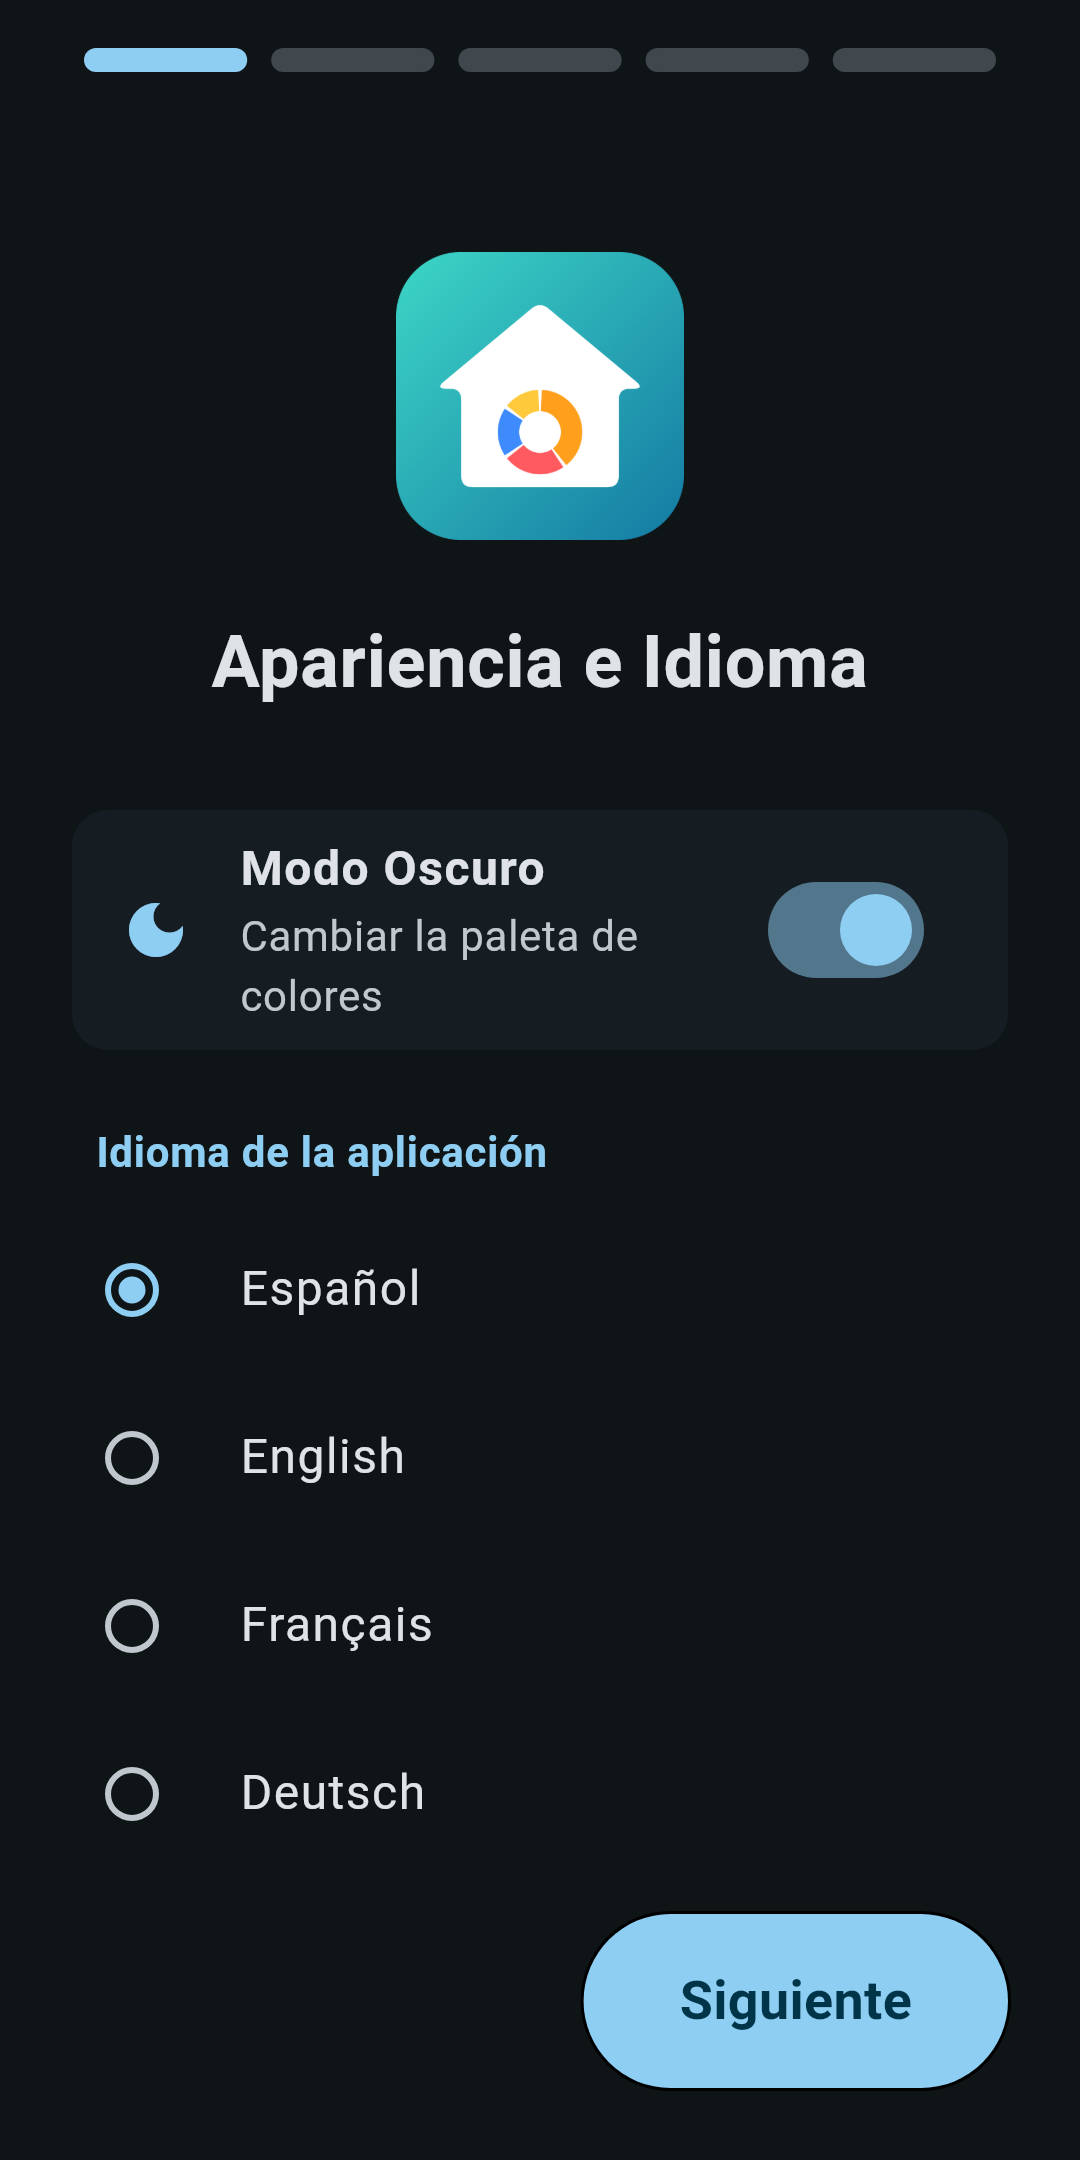 Apariencia e Idioma
Modo Oscuro
Cambiar la paleta de
colores
Idioma de la aplicación
Español
English
Français
Deutsch
Siguiente